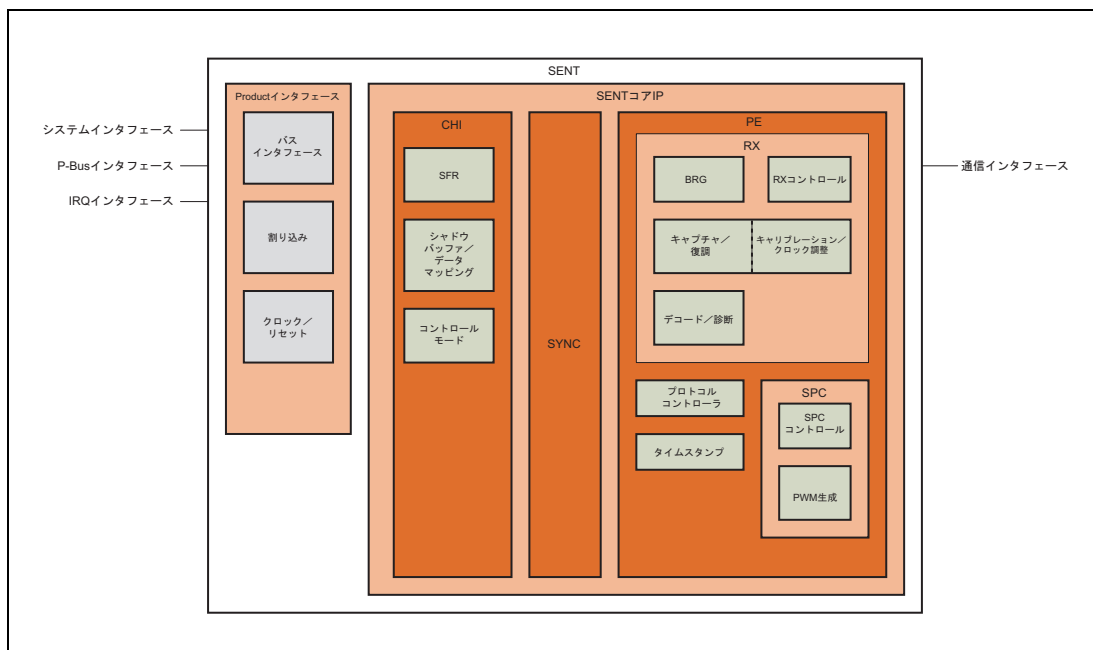 SENT
Productインタフェース
バス
インタフェース
割り込み
クロック／
リセット
システムインタフェース
P-Busインタフェース
IRQインタフェース
SENTコアIP
CHI
SFR
シャドウ
バッファ／
データ
マッピング
コントロール
モード
SYNC
PE
RX
BRG
RXコントロール
キャプチャ／
復調
キャリブレーション／
クロック調整
デコード／診断
プロトコル
コントローラ
タイムスタンプ
SPC
SPC
コントロール
PWM生成
通信インタフェース